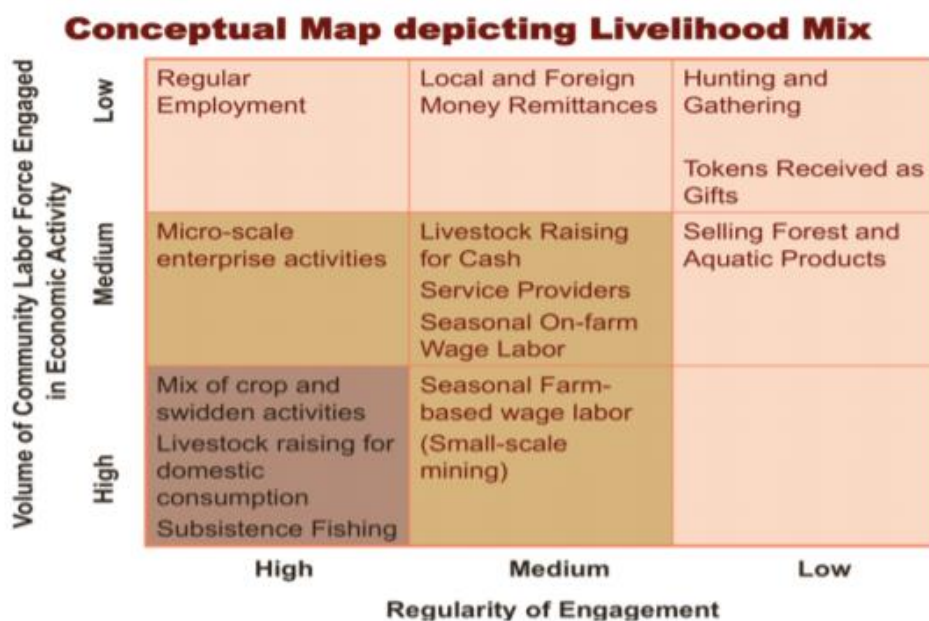 Conceptual Map depicting Livelihood Mix
Volume of Community Labor Force Engaged
in Economic Activity
Low
Regular
Employment
Local and Foreign
Money Remittances
Hunting and
Gathering
Tokens Received as
Gifts
Medium
Micro-scale
enterprise activities
Livestock Raising
for Cash
Service Providers
Seasonal On-farm
Wage Labor
Selling Forest and
Aquatic Products
High
Mix of crop and
swidden activities
Livestock raising for
domestic
consumption
Subsistence Fishing
Seasonal Farm-
based wage labor
(Small-scale
mining)
High
Medium
Low
Regularity of Engagement